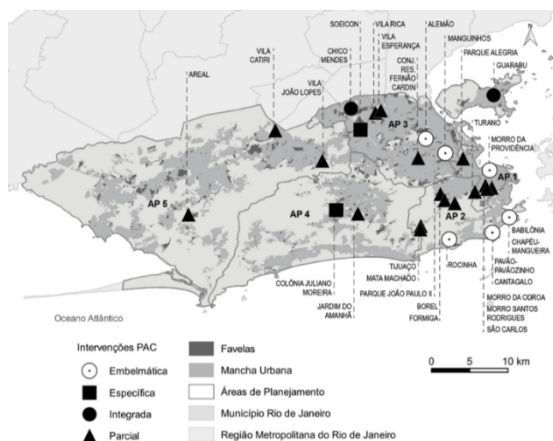 SOEICON
VILA RICA
ALEMÃO
MANGUINHOS
VILA
ESPERANÇA
CHICO
MENDES
PARQUE ALEGRIA
CONJ.
RES.
FERNÃO
CARDIN
GUARABU
VILA
CATIRI
AREAL
VILA
JOÃO LOPES
N
AP 3
TURANO
MORRO DA
PROVIDÊNCIA
AP 1
AP 5
AP 4
AP 2
BABILÔNIA
CHAPÉU-
MANGUEIRA
TIJUAÇO
MATA MACHADO
ROCINHA
PAVÃO-
PAVÃOZINHO
CANTAGALO
COLÔNIA JULIANO
MOREIRA
PARQUE JOÃO PAULO II
JARDIM DO
AMANHÃ
BOREL
FORMIGA
MORRO DA COROA
MORRO SANTOS
RODRIGUES
SÃO CARLOS
Oceano Atlântico
Intervenções PAC
Embelmática
Específica
Integrada
Parcial
Favelas
Mancha Urbana
Áreas de Planejamento
Município Rio de Janeiro
Região Metropolitana do Rio de Janeiro
0 5 10 km